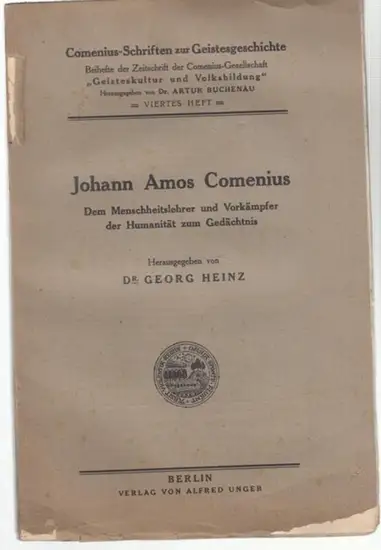 Comenius-Schriften zur Geistesgeschichte
Beihefte der Zeitschrift der Comenius-Gesellschaft
„Geisteskultur und Volksbildung“
Herausgegeben von Dr. ARTUR BUCHENAU
VIERTES HEFT
Johann Amos Comenius
Dem Menschheitslehrer und Vorkämpfer
der Humanität zum Gedächtnis
Herausgegeben von
DR. GEORG HEINZ
BERLIN
VERLAG VON ALFRED UNGER